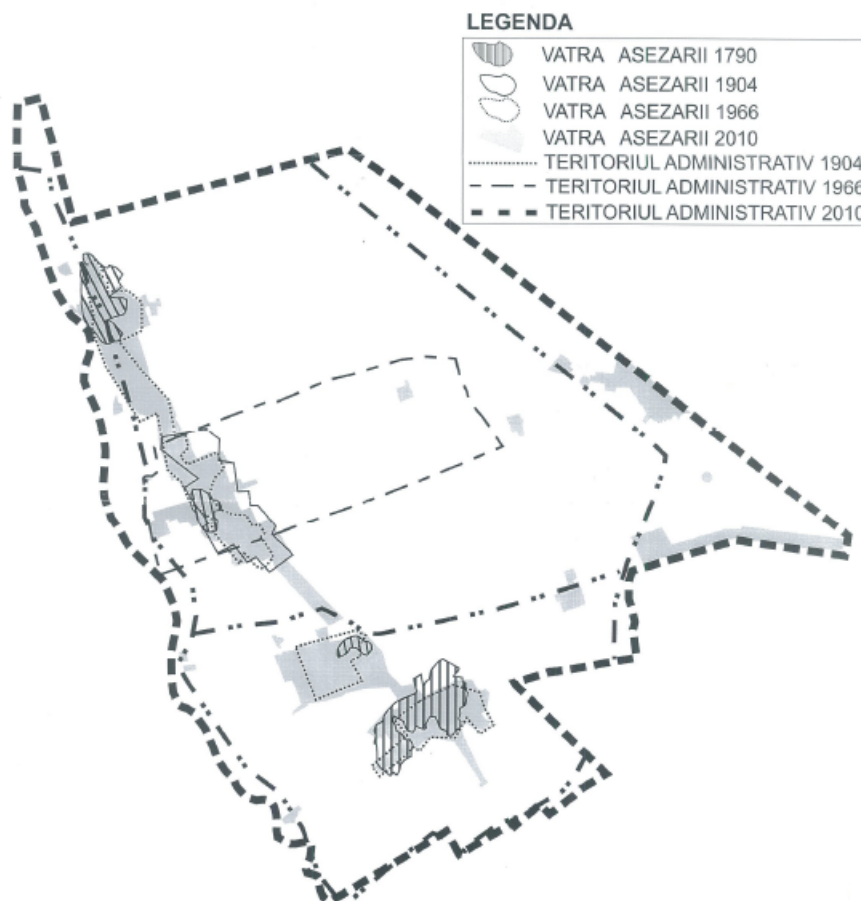 LEGENDA
VATRA ASEZARII 1790
VATRA ASEZARII 1904
VATRA ASEZARII 1966
VATRA ASEZARII 2010
TERITORIUL ADMINISTRATIV 1904
TERITORIUL ADMINISTRATIV 1966
TERITORIUL ADMINISTRATIV 2010